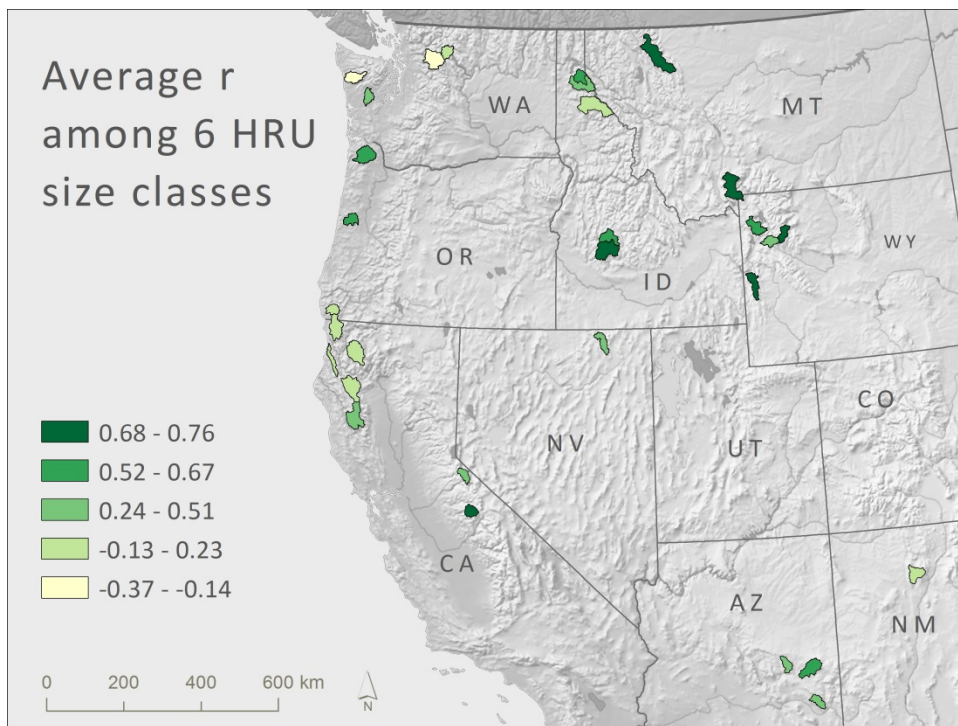 Average r
among 6 HRU
size classes
WA
MT
OR
ID
WY
NV
UT
CO
CA
AZ
NM
0.68 - 0.76
0.52 - 0.67
0.24 - 0.51
-0.13 - 0.23
-0.37 - -0.14
0 200 400 600 km
N